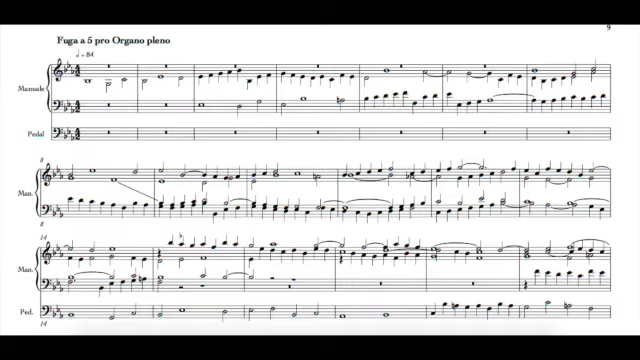 9
Fuga a 5 pro Organo pleno
♩ = 84
Manuale
Pedal
8
Man.
8
14
Man.
Ped.
14